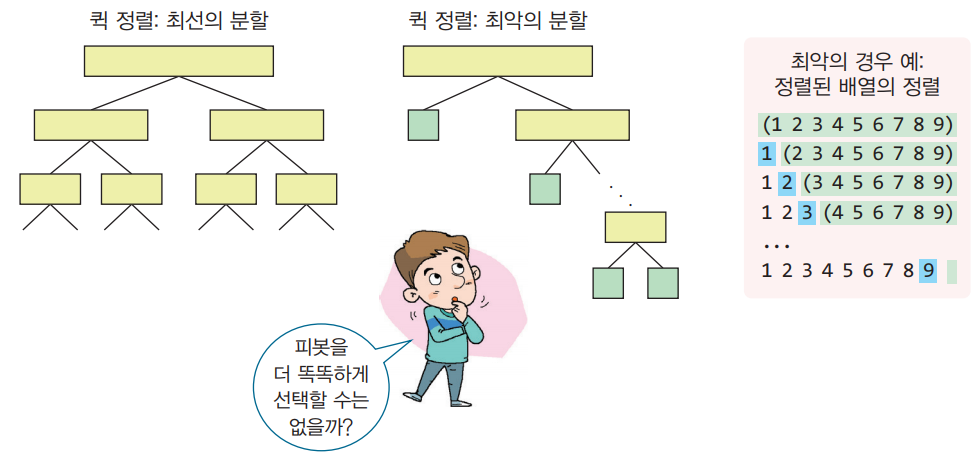 퀵 정렬: 최선의 분할
퀵 정렬: 최악의 분할
최악의 경우 예:
정렬된 배열의 정렬
(1 2 3 4 5 6 7 8 9)
1 (2 3 4 5 6 7 8 9)
1 2 (3 4 5 6 7 8 9)
1 2 3 (4 5 6 7 8 9)
...
1 2 3 4 5 6 7 8 9
피봇을
더 똑똑하게
선택할 수는
없을까?